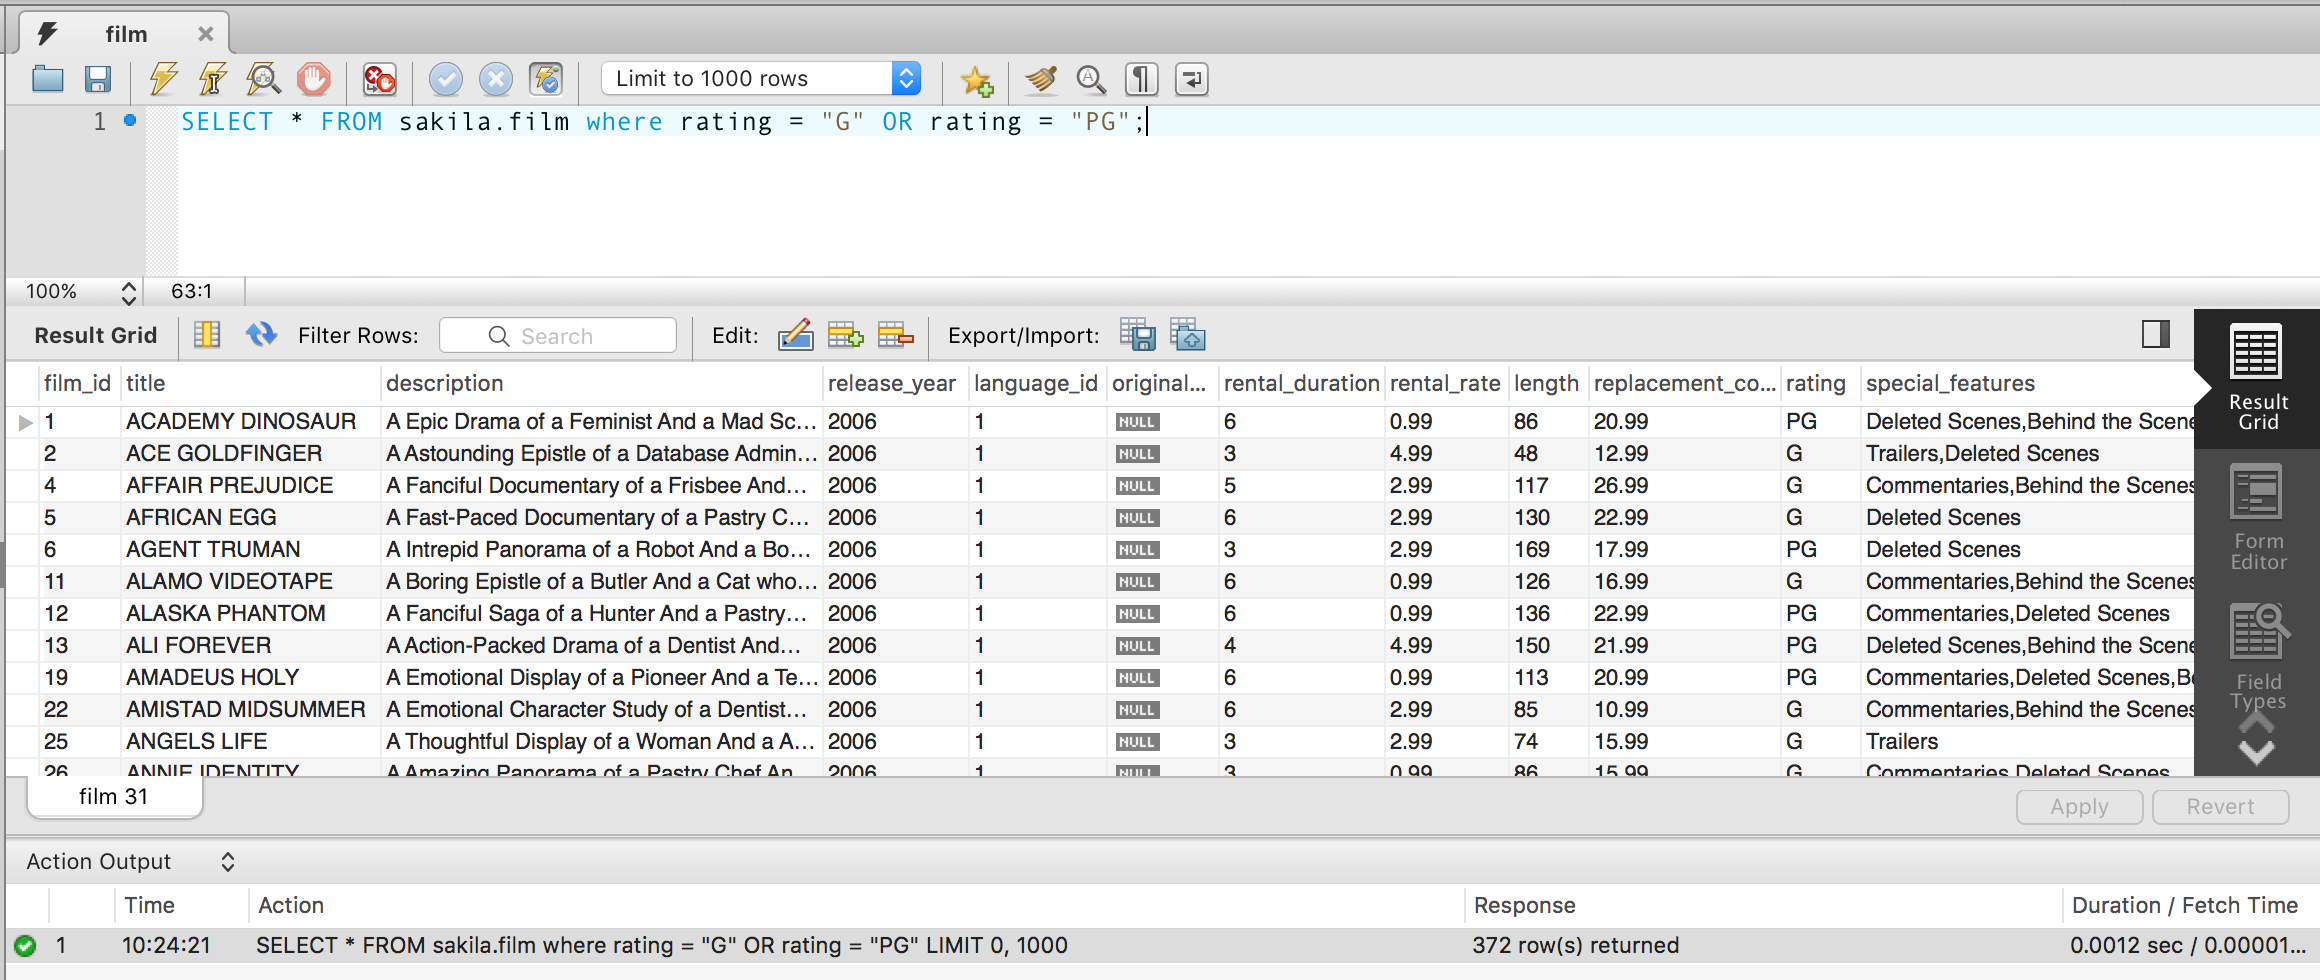 film
Limit to 1000 rows
1 SELECT * FROM sakila.film where rating = "G" OR rating = "PG";
100% 63:1
Result Grid Filter Rows: Search Edit: Export/Import:
film_id title description release_year language_id original... rental_duration rental_rate length replacement_co... rating special_features
1 ACADEMY DINOSAUR A Epic Drama of a Feminist And a Mad Sc... 2006 1 NULL 6 0.99 86 20.99 PG Deleted Scenes,Behind the Scene
2 ACE GOLDFINGER A Astounding Epistle of a Database Admin... 2006 1 NULL 3 4.99 48 12.99 G Trailers,Deleted Scenes
4 AFFAIR PREJUDICE A Fanciful Documentary of a Frisbee And... 2006 1 NULL 5 2.99 117 26.99 G Commentaries,Behind the Scenes
5 AFRICAN EGG A Fast-Paced Documentary of a Pastry C... 2006 1 NULL 6 2.99 130 22.99 G Deleted Scenes
6 AGENT TRUMAN A Intrepid Panorama of a Robot And a Bo... 2006 1 NULL 3 2.99 169 17.99 PG Deleted Scenes
11 ALAMO VIDEOTAPE A Boring Epistle of a Butler And a Cat who... 2006 1 NULL 6 0.99 126 16.99 G Commentaries,Behind the Scenes
12 ALASKA PHANTOM A Fanciful Saga of a Hunter And a Pastry... 2006 1 NULL 6 0.99 136 22.99 PG Commentaries,Deleted Scenes
13 ALI FOREVER A Action-Packed Drama of a Dentist And... 2006 1 NULL 4 4.99 150 21.99 PG Deleted Scenes,Behind the Scene
19 AMADEUS HOLY A Emotional Display of a Pioneer And a Te... 2006 1 NULL 6 0.99 113 20.99 PG Commentaries,Deleted Scenes,Be
22 AMISTAD MIDSUMMER A Emotional Character Study of a Dentist... 2006 1 NULL 6 2.99 85 10.99 G Commentaries,Behind the Scenes
25 ANGELS LIFE A Thoughtful Display of a Woman And a A... 2006 1 NULL 3 2.99 74 15.99 G Trailers
26 ANNIE IDENTITY A Amazing Panorama of a Pastry Chef An 2006 1 NULL 3 0.99 86 15.99 G Commentaries,Deleted Scenes
Result
Grid
Form
Editor
Field
Types
film 31
Apply Revert
Action Output
Time Action Response Duration / Fetch Time
1 10:24:21 SELECT * FROM sakila.film where rating = "G" OR rating = "PG" LIMIT 0, 1000 372 row(s) returned 0.0012 sec / 0.00001...